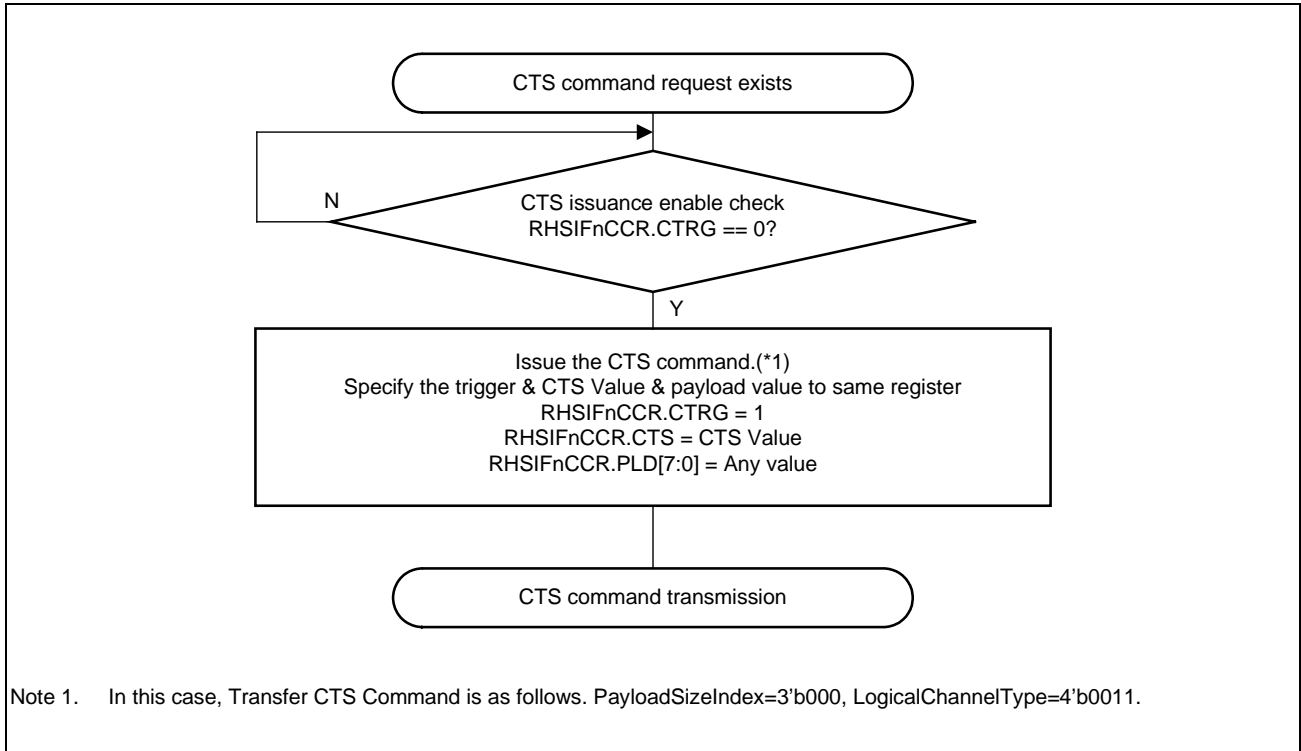 CTS command request exists
N
CTS issuance enable check
RHSIFnCCR.CTRG == 0?
Y
Issue the CTS command.(*1)
Specify the trigger & CTS Value & payload value to same register
RHSIFnCCR.CTRG = 1
RHSIFnCCR.CTS = CTS Value
RHSIFnCCR.PLD[7:0] = Any value
CTS command transmission
Note 1. In this case, Transfer CTS Command is as follows. PayloadSizeIndex=3'b000, LogicalChannelType=4'b0011.